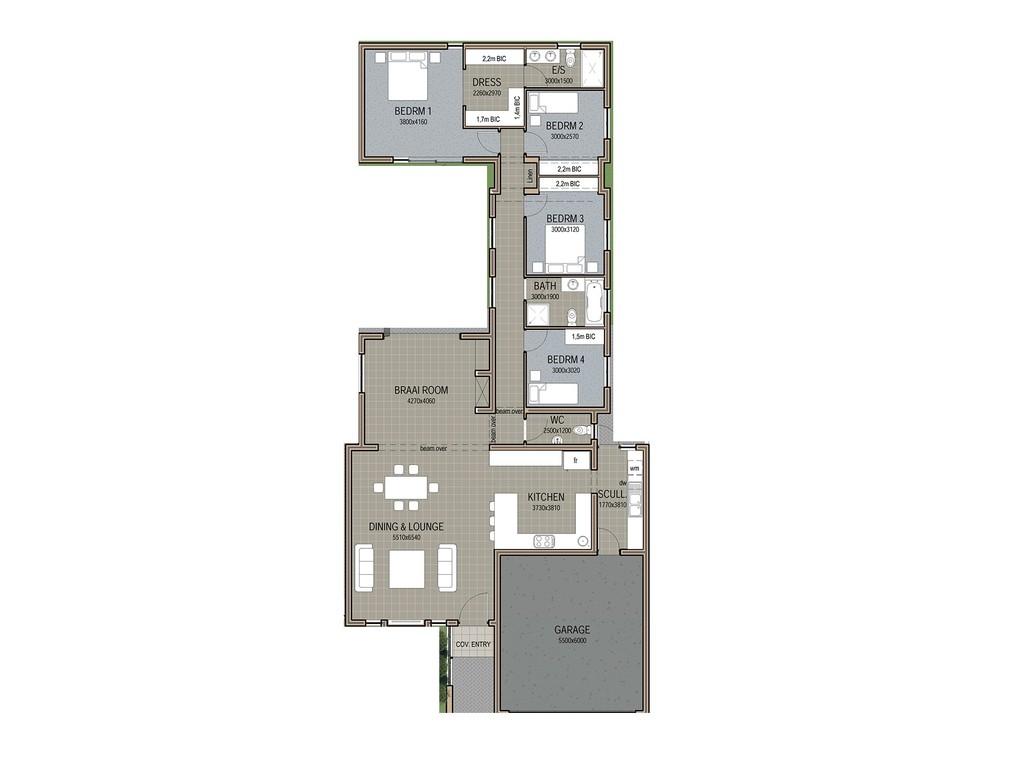 2,2m BIC
DRESS
2260x2970
1,4m BIC
1,7m BIC
E/S
3000x1500
BEDRM 1
3800x4160
BEDRM 2
3000x2570
2,2m BIC
Linen
2,2m BIC
BEDRM 3
3000x3120
BATH
3000x1900
1,5m BIC
BEDRM 4
3000x3020
BRAAI ROOM
4270x4060
beam over
beam over
WC
2500x1200
beam over
fr
wm
dw
SCULL.
1770x3810
KITCHEN
3730x3810
DINING & LOUNGE
5510x6540
COV. ENTRY
GARAGE
5500x6000